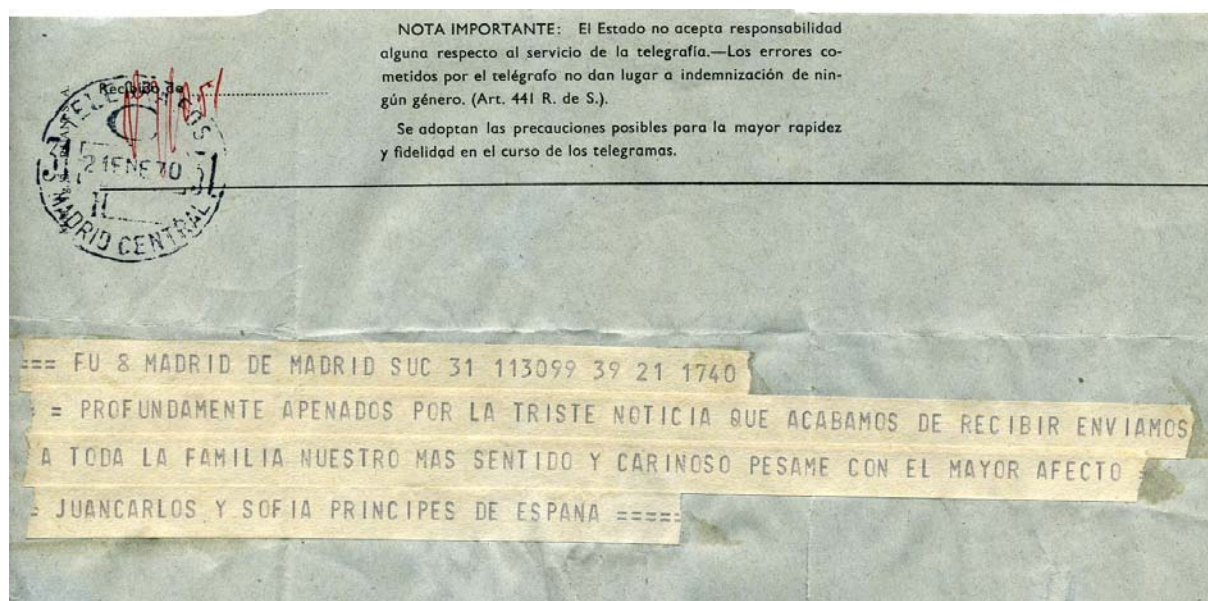 NOTA IMPORTANTE: El Estado no acepta responsabilidad
alguna respecto al servicio de la telegrafía.—Los errores co-
metidos por el telégrafo no dan lugar a indemnización de nin-
gún género. (Art. 441 R. de S.).
Se adoptan las precauciones posibles para la mayor rapidez
y fidelidad en el curso de los telegramas.
Recibido de
TELEGRAFOS
21 ENE 70
MADRID CENTRAL
=== FU 8 MADRID DE MADRID SUC 31 113099 39 21 1740
= = PROFUNDAMENTE APENADOS POR LA TRISTE NOTICIA QUE ACABAMOS DE RECIBIR ENVIAMOS
A TODA LA FAMILIA NUESTRO MAS SENTIDO Y CARINOSO PESAME CON EL MAYOR AFECTO =
= JUANCARLOS Y SOFIA PRINCIPES DE ESPANA =====